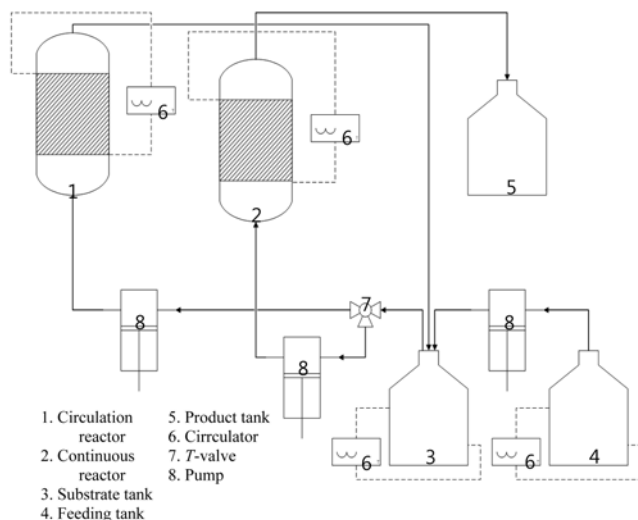 6
6
1
2
5
7
8
8
8
6
3
6
4
1. Circulation
reactor
2. Continuous
reactor
3. Substrate tank
4. Feeding tank
5. Product tank
6. Cirrculator
7. T-valve
8. Pump